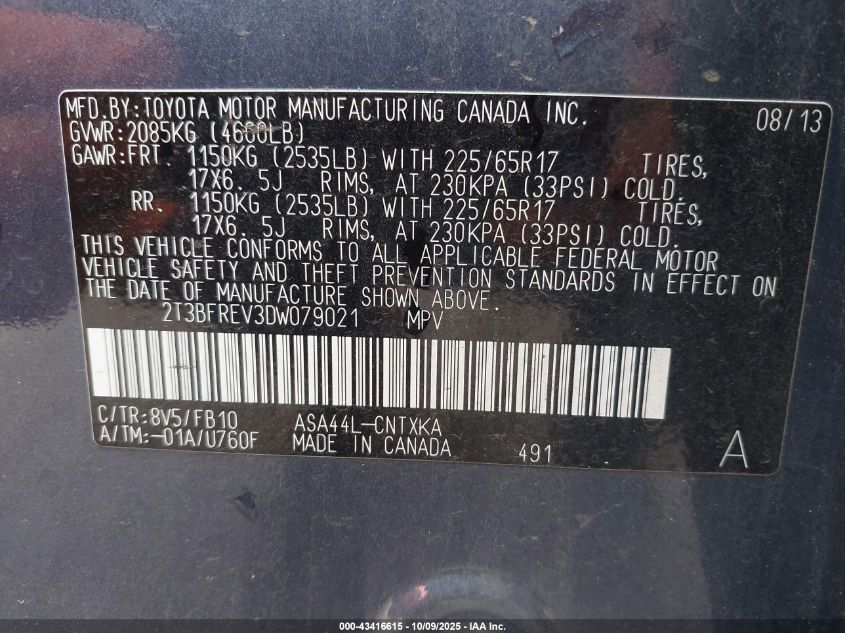 MFD.BY:TOYOTA MOTOR MANUFACTURING CANADA INC. 08/13
GVWR:2085KG (4600LB)
GAWR:FRT. 1150KG (2535LB) WITH 225/65R17 TIRES,
17X6. 5J RIMS, AT 230KPA (33PSI) COLD.
RR. 1150KG (2535LB) WITH 225/65R17 TIRES,
17X6. 5J RIMS, AT 230KPA (33PSI) COLD.
THIS VEHICLE CONFORMS TO ALL APPLICABLE FEDERAL MOTOR
VEHICLE SAFETY AND THEFT PREVENTION STANDARDS IN EFFECT ON
THE DATE OF MANUFACTURE SHOWN ABOVE.
2T3BFREV3DW079021 MPV
C/TR:8V5/FB10 ASA44L-CNTXKA
A/TM:-01A/U760F MADE IN CANADA 491 A
000-43416615 - 10/09/2025 - IAA Inc.